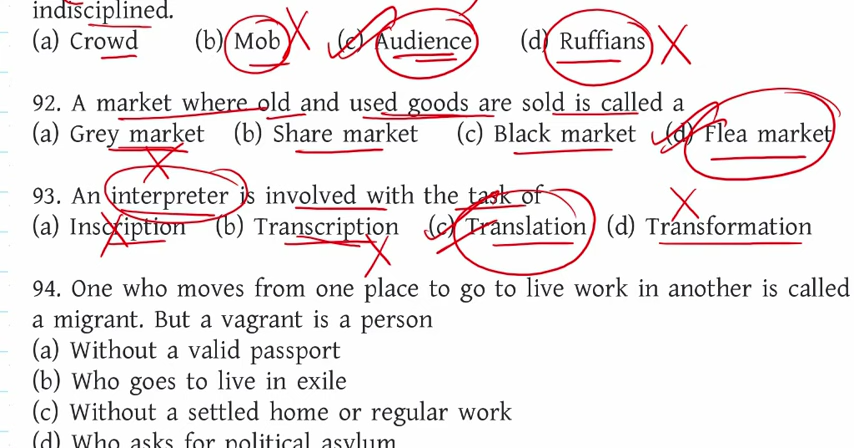 indisciplined.
(a) Crowd (b) Mob (c) Audience (d) Ruffians
92. A market where old and used goods are sold is called a
(a) Grey market (b) Share market (c) Black market (d) Flea market
93. An interpreter is involved with the task of
(a) Inscription (b) Transcription (c) Translation (d) Transformation
94. One who moves from one place to go to live work in another is called
a migrant. But a vagrant is a person
(a) Without a valid passport
(b) Who goes to live in exile
(c) Without a settled home or regular work
(d) Who asks for political asylum